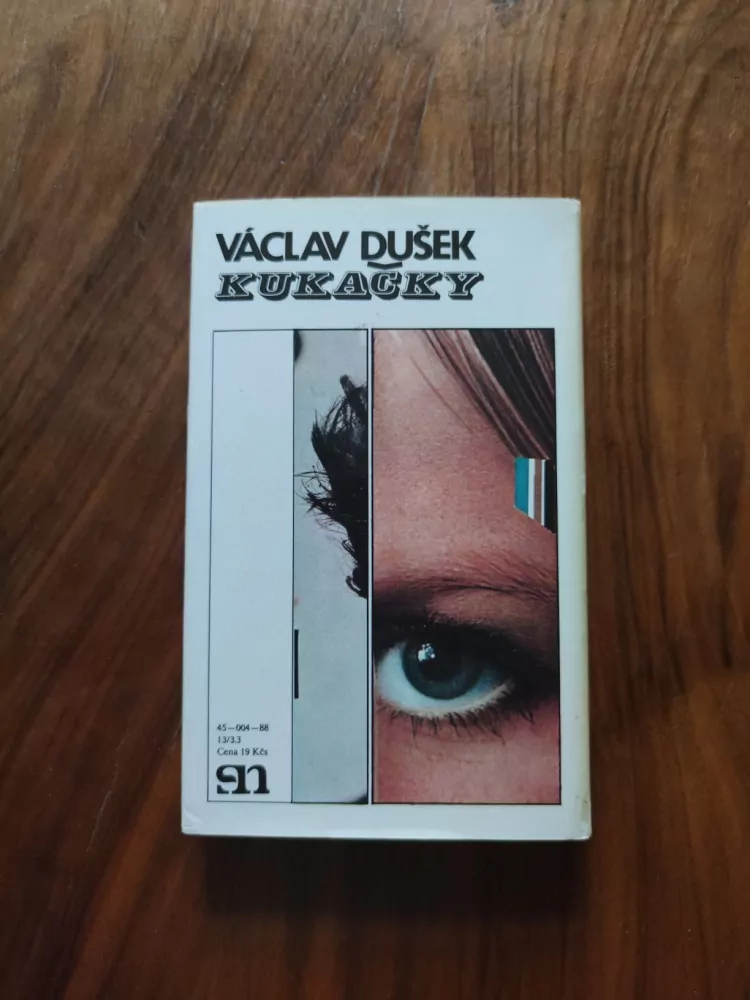 VÁCLAV DUŠEK
KUKAČKY
45—004—88
13/3.3
Cena 19 Kčs